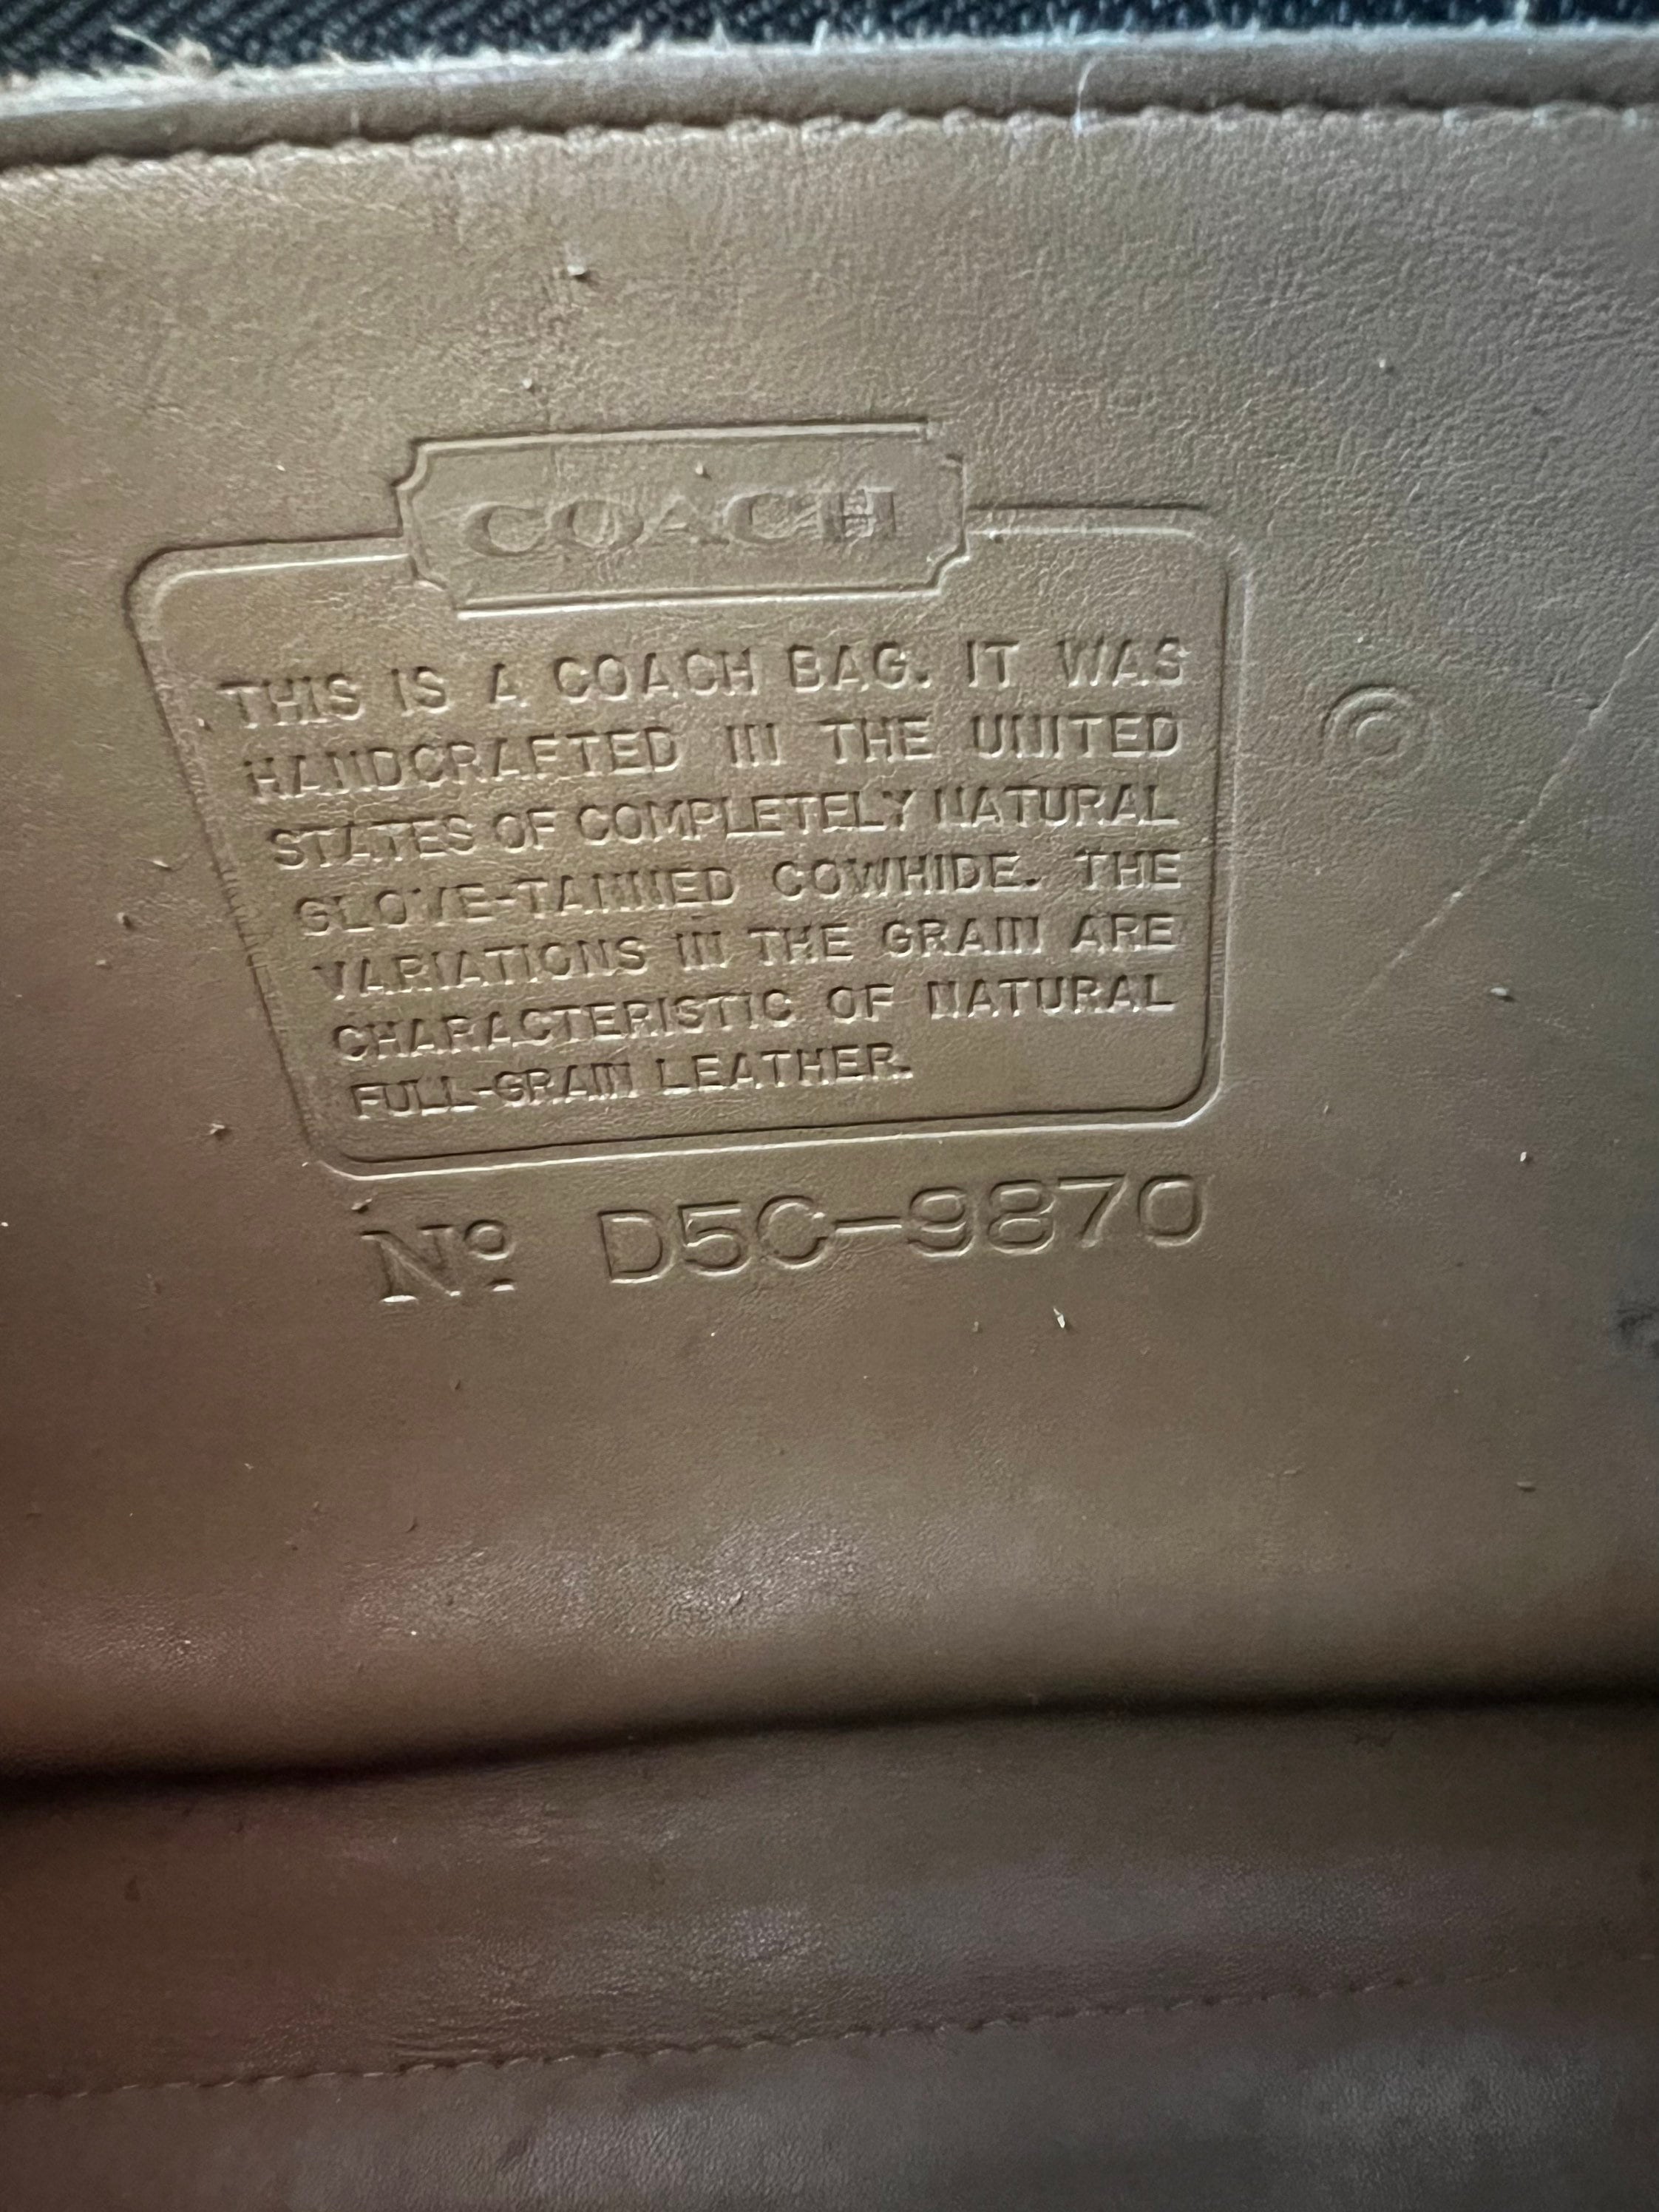 COACH
THIS IS A COACH BAG. IT WAS
HANDCRAFTED IN THE UNITED
STATES OF COMPLETELY NATURAL
GLOVE-TANNED COWHIDE. THE
VARIATIONS IN THE GRAIN ARE
CHARACTERISTIC OF NATURAL
FULL-GRAIN LEATHER.
Nº D5C-9870